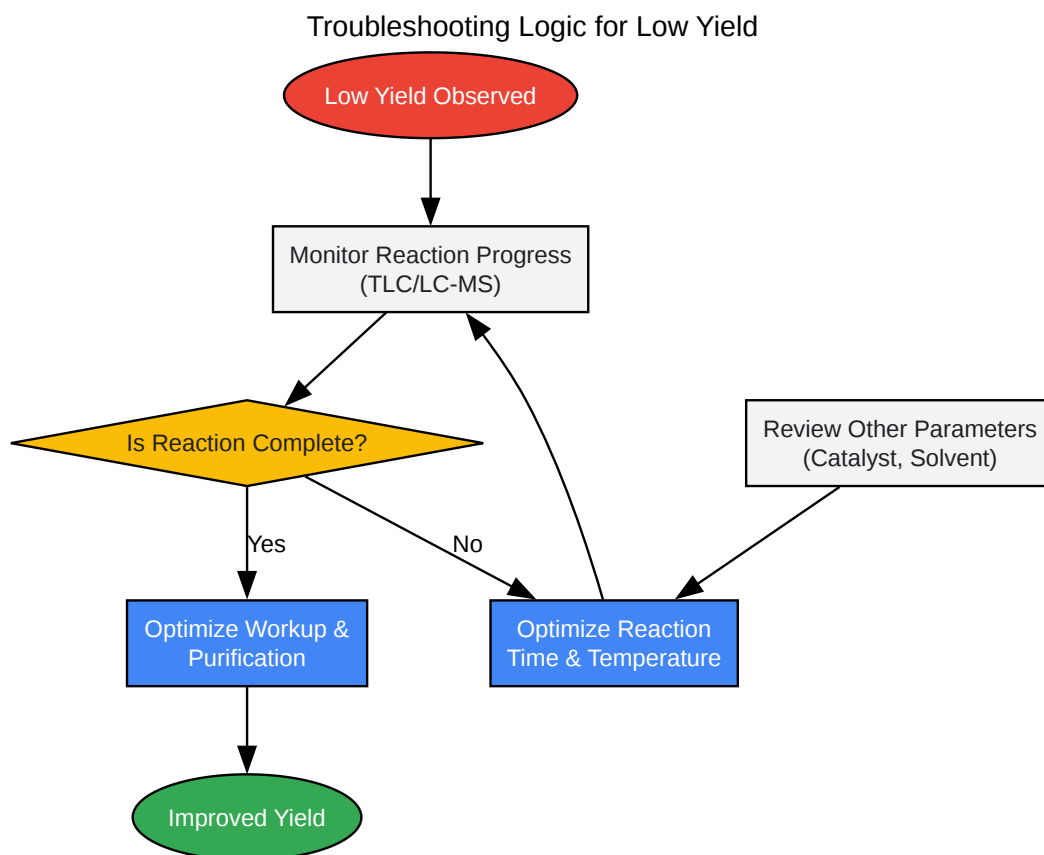 Troubleshooting Logic for Low Yield
Low Yield Observed
Monitor Reaction Progress
(TLC/LC-MS)
Is Reaction Complete?
Review Other Parameters
(Catalyst, Solvent)
Yes
No
Optimize Workup &
Purification
Optimize Reaction
Time & Temperature
Improved Yield